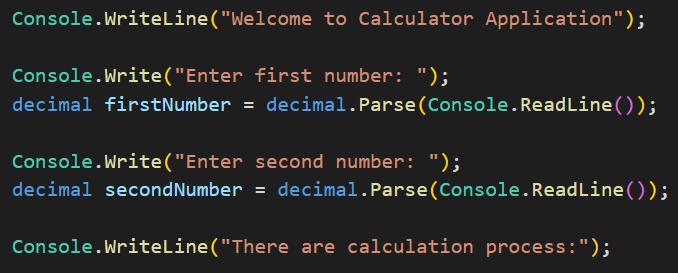 Console.WriteLine("Welcome to Calculator Application");
Console.Write("Enter first number: ");
decimal firstNumber = decimal.Parse(Console.ReadLine());
Console.Write("Enter second number: ");
decimal secondNumber = decimal.Parse(Console.ReadLine());
Console.WriteLine("There are calculation process:");